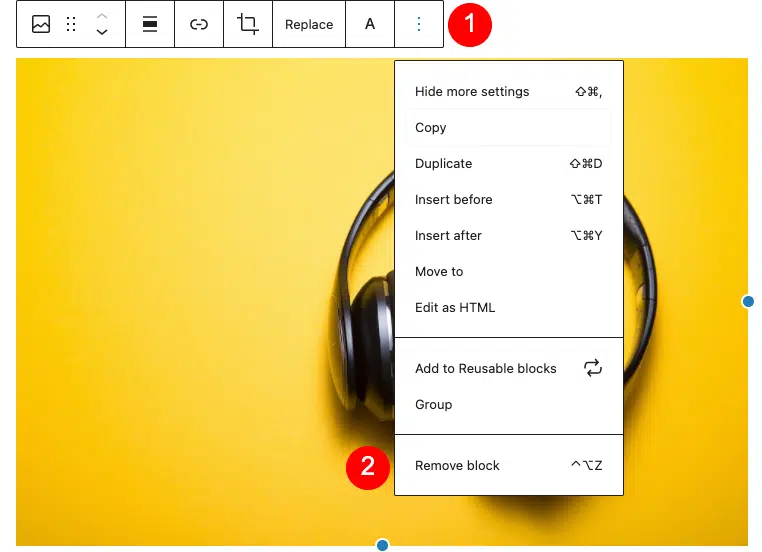 Replace A 1
Hide more settings ⇧⌘,
Copy
Duplicate ⇧⌘D
Insert before ⌥⌘T
Insert after ⌥⌘Y
Move to
Edit as HTML
Add to Reusable blocks
Group
2 Remove block ^⌥Z